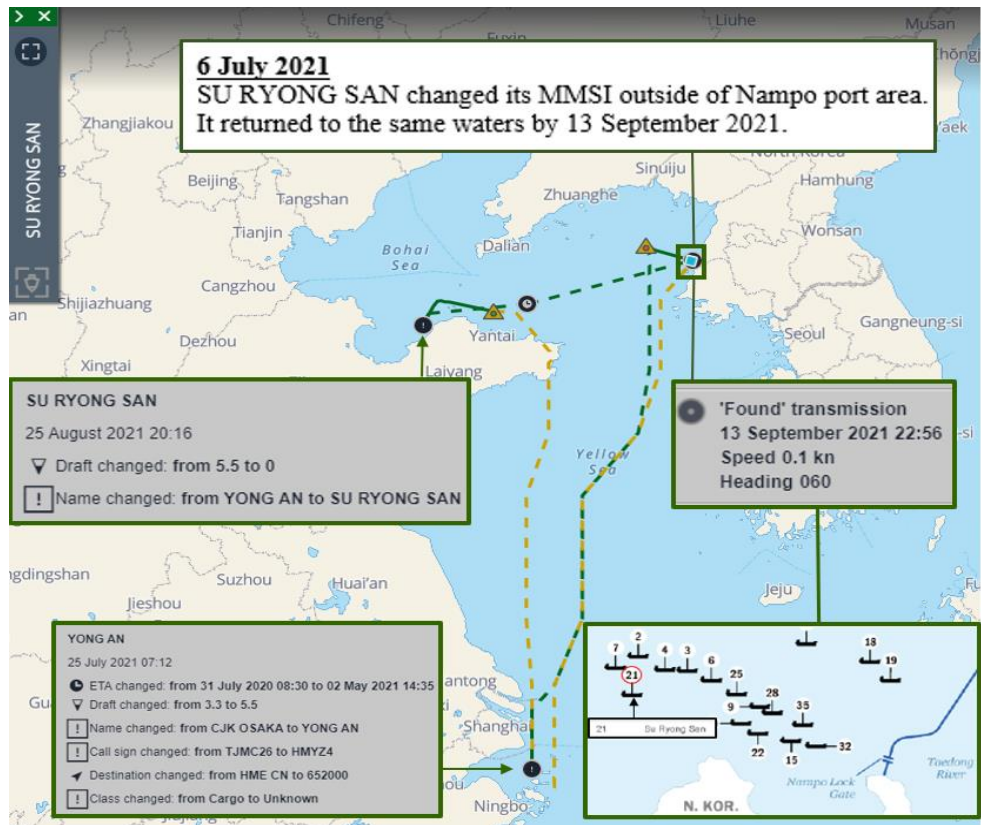 Chifeng
Fuxin
Liuhe
Musan
SU RYONG SAN
6 July 2021
SU RYONG SAN changed its MMSI outside of Nampo port area.
It returned to the same waters by 13 September 2021.
Zhangjiakou
North Korea
Beijing
Tangshan
Zhuanghe
Sinuiju
Hamhung
Tianjin
Bohai
Sea
Dalian
Wonsan
Cangzhou
Shijiazhuang
Dezhou
Yantai
Seoul
Gangneung-si
Xingtai
Laiyang
SU RYONG SAN
25 August 2021 20:16
Draft changed: from 5.5 to 0
! Name changed: from YONG AN to SU RYONG SAN
'Found' transmission
13 September 2021 22:56
Speed 0.1 kn
Heading 060
-si
Yellow
Sea
ngdingshan
Suzhou
Huai'an
Jieshou
Jeju
YONG AN
25 July 2021 07:12
ETA changed: from 31 July 2020 08:30 to 02 May 2021 14:35
Draft changed: from 3.3 to 5.5
! Name changed: from CJK OSAKA to YONG AN
! Call sign changed: from TJMC26 to HMYZ4
Destination changed: from HME CN to 652000
! Class changed: from Cargo to Unknown
antong
Shanghai
Ningbo
7 2 4 3 6 25 18 19
21
9 28 35
21 Su Ryong San
22 15 32
Nampo Lock
Gate
Taedong
River
N. KOR.